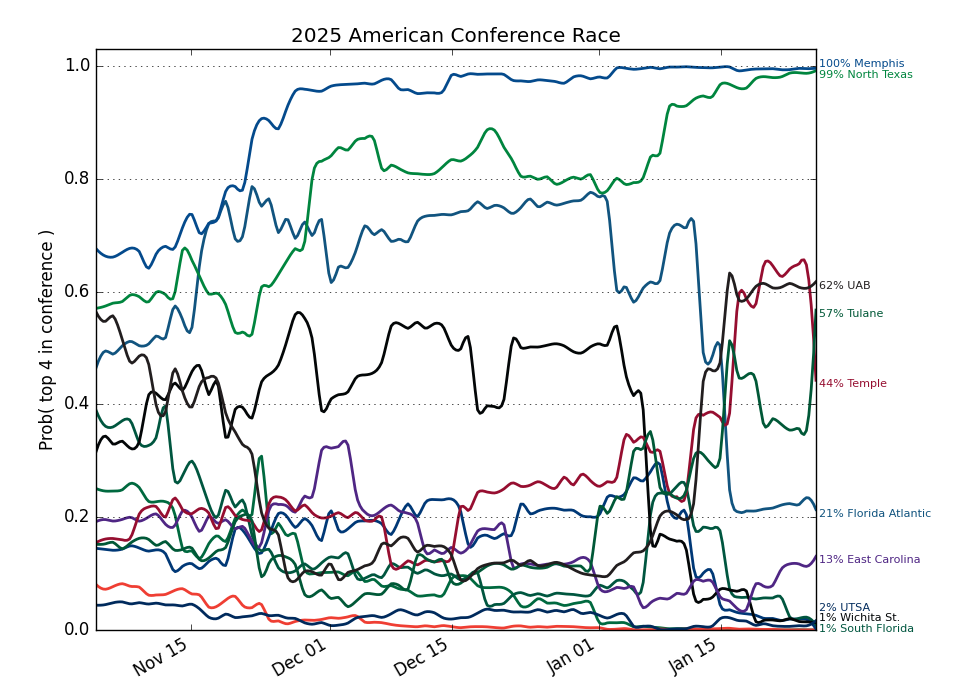 2025 American Conference Race
Prob( top 4 in conference )
1.0
0.8
0.6
0.4
0.2
0.0
Nov 15
Dec 01
Dec 15
Jan 01
Jan 15
100% Memphis
99% North Texas
62% UAB
57% Tulane
44% Temple
21% Florida Atlantic
13% East Carolina
2% UTSA
1% Wichita St.
1% South Florida